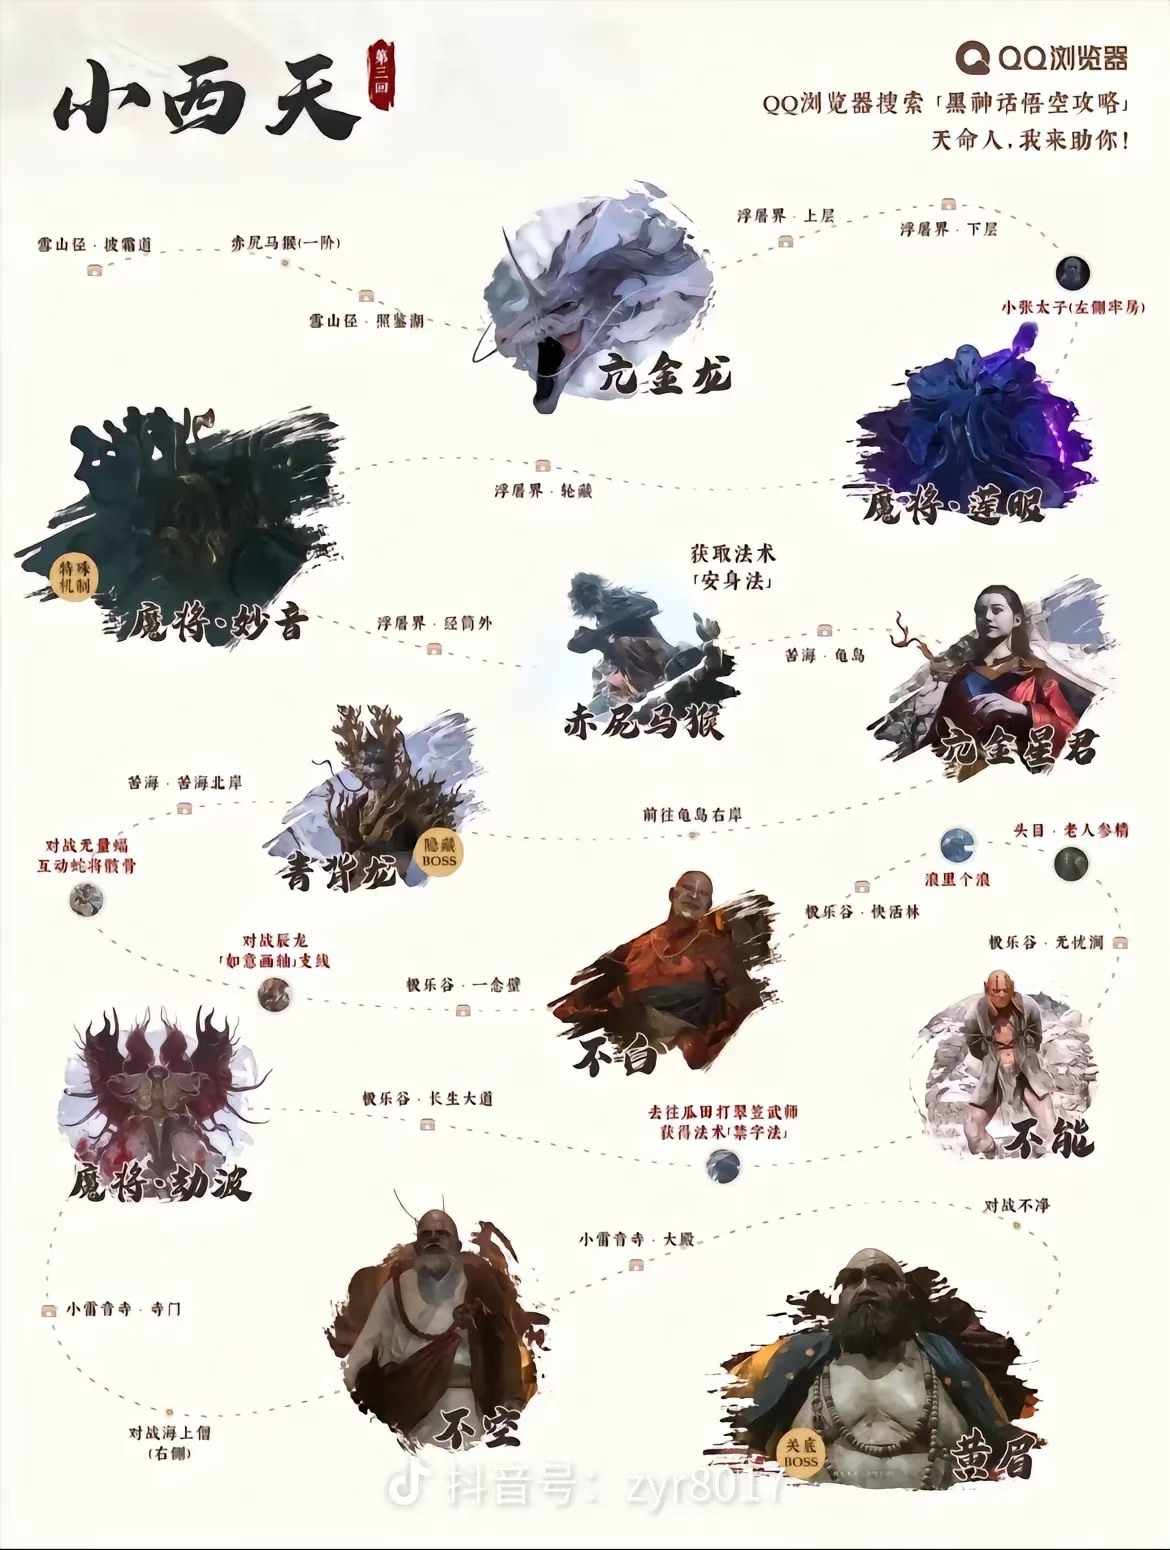 小西天
第三回
QQ浏览器
QQ浏览器搜索「黑神话悟空攻略」
天命人,我来助你!
雪山径·披霜道
赤尻马猴(一阶)
雪山径·照鉴湖
亢金龙
浮屠界·上层
浮屠界·下层
小张太子(左侧牢房)
魔将·莲眼
浮屠界·轮藏
特殊
机制
魔将·妙音
浮屠界·经筒外
获取法术
「安身法」
赤尻马猴
苦海·龟岛
亢金星君
前往龟岛右岸
青背龙
隐藏
BOSS
苦海·苦海北岸
对战无量蝠
互动蛇将骸骨
对战辰龙
「如意画轴」支线
极乐谷·一念壁
不白
极乐谷·快活林
浪里个浪
头目·老人参精
极乐谷·无忧涧
不能
去往瓜田打翠笠武师
获得法术「禁字法」
极乐谷·长生大道
魔将·劫波
小雷音寺·寺门
对战海上僧
(右侧)
不空
小雷音寺·大殿
对战不净
关底
BOSS
黄眉
抖音号：zyr8017